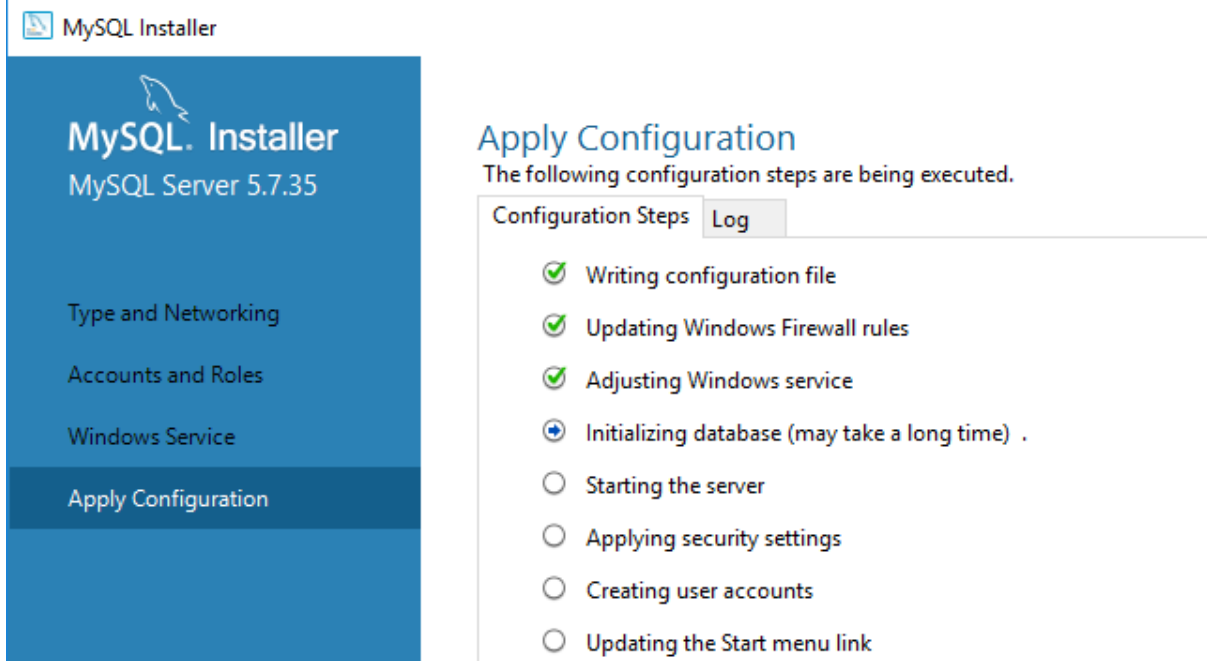 MySQL Installer
MySQL. Installer
MySQL Server 5.7.35
Type and Networking
Accounts and Roles
Windows Service
Apply Configuration
Apply Configuration
The following configuration steps are being executed.
Configuration Steps
Log
Writing configuration file
Updating Windows Firewall rules
Adjusting Windows service
Initializing database (may take a long time) .
Starting the server
Applying security settings
Creating user accounts
Updating the Start menu link